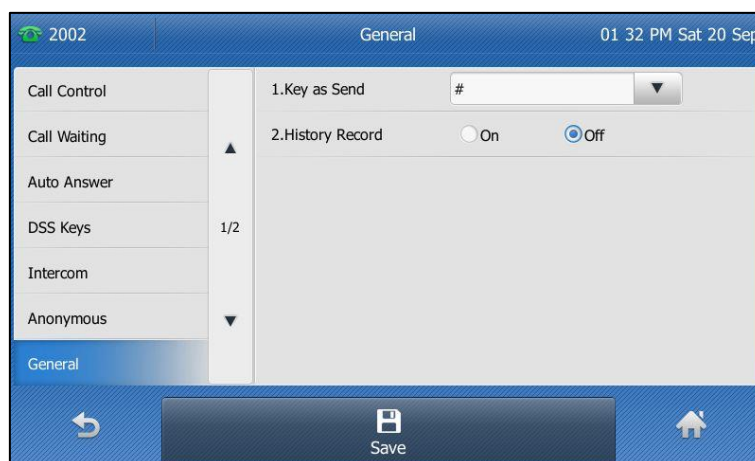 2002 General 01 32 PM Sat 20 Sep
Call Control
Call Waiting
Auto Answer
DSS Keys
Intercom
Anonymous
General
1/2
1.Key as Send #
2.History Record On Off
Save